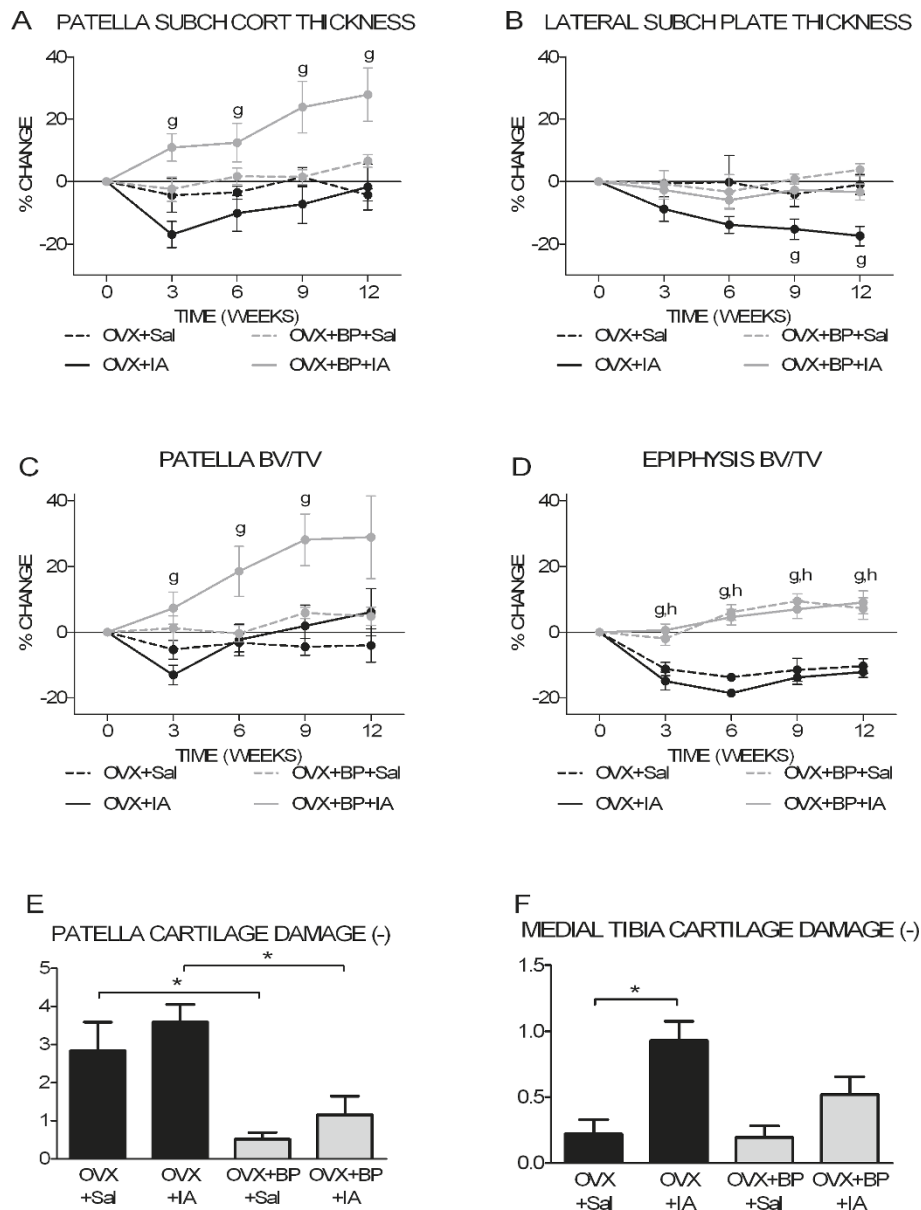 A PATELLA SUBCH CORT THICKNESS
40
20
0
-20
% CHANGE
g g g g
0 3 6 9 12
TIME (WEEKS)
OVX+Sal OVX+BP+Sal
OVX+IA OVX+BP+IA
B LATERAL SUBCH PLATE THICKNESS
40
20
0
-20
% CHANGE
g g
0 3 6 9 12
TIME (WEEKS)
OVX+Sal OVX+BP+Sal
OVX+IA OVX+BP+IA
C PATELLA BV/TV
40
20
0
-20
% CHANGE
g g g
0 3 6 9 12
TIME (WEEKS)
OVX+Sal OVX+BP+Sal
OVX+IA OVX+BP+IA
D EPIPHYSIS BV/TV
40
20
0
-20
% CHANGE
g,h g,h g,h g,h
0 3 6 9 12
TIME (WEEKS)
OVX+Sal OVX+BP+Sal
OVX+IA OVX+BP+IA
E
PATELLA CARTILAGE DAMAGE (-)
5
4
3
2
1
0
* *
OVX OVX OVX+BP OVX+BP
+Sal +IA +Sal +IA
F
MEDIAL TIBIA CARTILAGE DAMAGE (-)
1.5
1.0
0.5
0.0
*
OVX OVX OVX+BP OVX+BP
+Sal +IA +Sal +IA